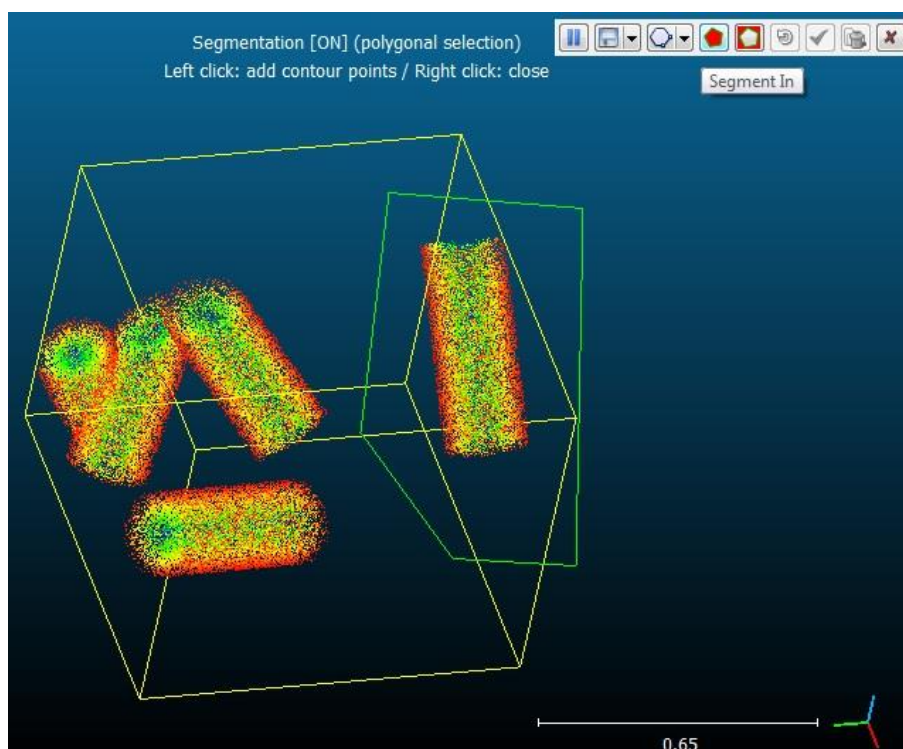 Segmentation [ON] (polygonal selection)
Left click: add contour points / Right click: close
Segment In
0.65